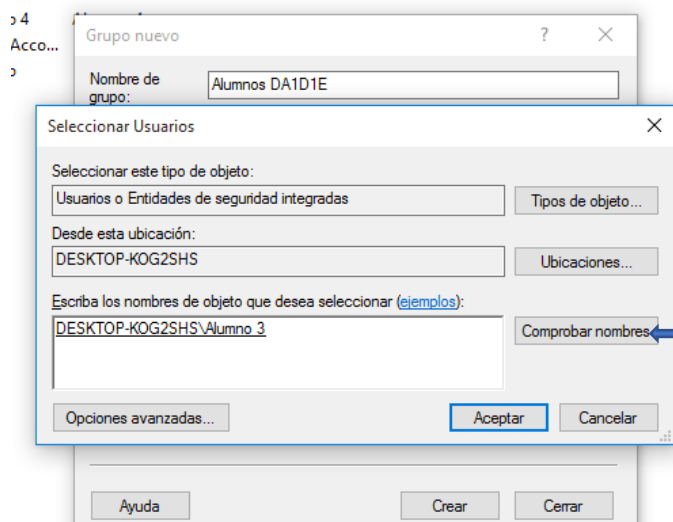 o 4
Acco...
Grupo nuevo
?
Nombre de
grupo:
Alumnos DA1D1E
Seleccionar Usuarios
Seleccionar este tipo de objeto:
Usuarios o Entidades de seguridad integradas
Tipos de objeto...
Desde esta ubicación:
DESKTOP-KOG2SHS
Ubicaciones...
Escriba los nombres de objeto que desea seleccionar (ejemplos):
DESKTOP-KOG2SHS\Alumno 3
Comprobar nombres
Opciones avanzadas...
Aceptar
Cancelar
Ayuda
Crear
Cerrar